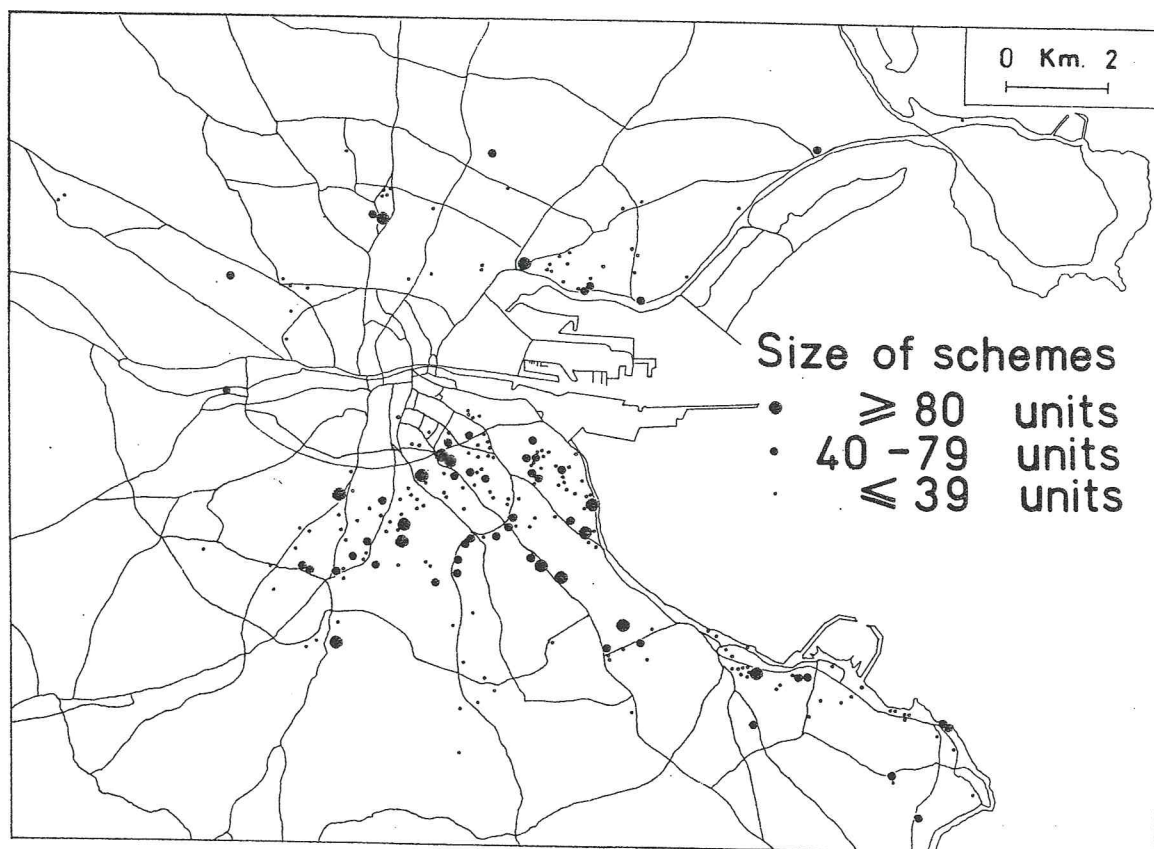 0 Km. 2
Size of schemes
⩾ 80 units
40 - 79 units
⩽ 39 units